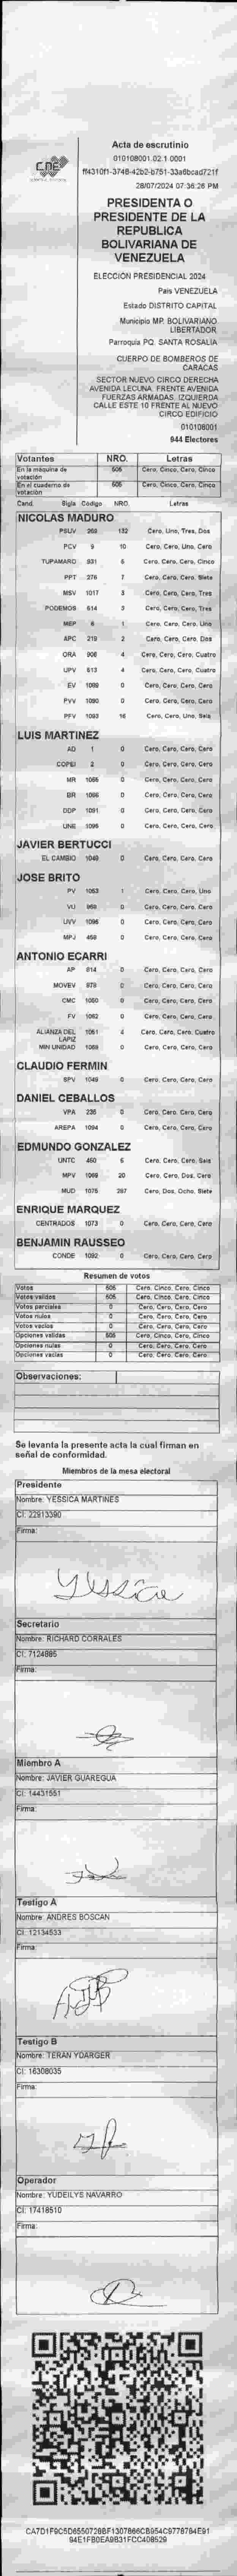 CNE
Acta de escrutinio
010108001.02.1.0001
ff4310f1-3748-42b2-b751-33a6bcad721f
28/07/2024 07:36:26 PM
PRESIDENTA O
PRESIDENTE DE LA
REPUBLICA
BOLIVARIANA DE
VENEZUELA
ELECCION PRESIDENCIAL 2024
Pais VENEZUELA
Estado DISTRITO CAPITAL
Municipio MP. BOLIVARIANO
LIBERTADOR
Parroquia PQ. SANTA ROSALIA
CUERPO DE BOMBEROS DE
CARACAS
SECTOR NUEVO CIRCO DERECHA
AVENIDA LECUNA. FRENTE AVENIDA
FUERZAS ARMADAS. IZQUIERDA
CALLE ESTE 10 FRENTE AL NUEVO
CIRCO EDIFICIO
010108001
944 Electores
Votantes NRO. Letras
En la máquina de votación 505 Cero, Cinco, Cero, Cinco
En el cuaderno de votación 505 Cero, Cinco, Cero, Cinco
Cand. Sigla Código NRO. Letras
NICOLAS MADURO
PSUV 268 132 Cero, Uno, Tres, Dos
PCV 9 10 Cero, Cero, Uno, Cero
TUPAMARO 931 5 Cero, Cero, Cero, Cinco
PPT 276 7 Cero, Cero, Cero, Siete
MSV 1017 3 Cero, Cero, Cero, Tres
PODEMOS 614 3 Cero, Cero, Cero, Tres
MEP 6 1 Cero, Cero, Cero, Uno
APC 219 2 Cero, Cero, Cero, Dos
ORA 908 4 Cero, Cero, Cero, Cuatro
UPV 613 4 Cero, Cero, Cero, Cuatro
EV 1089 0 Cero, Cero, Cero, Cero
PVV 1090 0 Cero, Cero, Cero, Cero
PFV 1093 16 Cero, Cero, Uno, Seis
LUIS MARTINEZ
AD 1 0 Cero, Cero, Cero, Cero
COPEI 2 0 Cero, Cero, Cero, Cero
MR 1065 0 Cero, Cero, Cero, Cero
BR 1066 0 Cero, Cero, Cero, Cero
DDP 1091 0 Cero, Cero, Cero, Cero
UNE 1096 0 Cero, Cero, Cero, Cero
JAVIER BERTUCCI
EL CAMBIO 1049 0 Cero, Cero, Cero, Cero
JOSE BRITO
PV 1053 1 Cero, Cero, Cero, Uno
VU 969 0 Cero, Cero, Cero, Cero
UVV 1095 0 Cero, Cero, Cero, Cero
MPJ 458 0 Cero, Cero, Cero, Cero
ANTONIO ECARRI
AP 914 0 Cero, Cero, Cero, Cero
MOVEV 979 0 Cero, Cero, Cero, Cero
CMC 1050 0 Cero, Cero, Cero, Cero
FV 1062 0 Cero, Cero, Cero, Cero
ALIANZA DEL LAPIZ 1051 4 Cero, Cero, Cero, Cuatro
MIN UNIDAD 1069 0 Cero, Cero, Cero, Cero
CLAUDIO FERMIN
SPV 1048 0 Cero, Cero, Cero, Cero
DANIEL CEBALLOS
VPA 236 0 Cero, Cero, Cero, Cero
AREPA 1094 0 Cero, Cero, Cero, Cero
EDMUNDO GONZALEZ
UNTC 460 6 Cero, Cero, Cero, Seis
MPV 1069 20 Cero, Cero, Dos, Cero
MUD 1075 287 Cero, Dos, Ocho, Siete
ENRIQUE MARQUEZ
CENTRADOS 1073 0 Cero, Cero, Cero, Cero
BENJAMIN RAUSSEO
CONDE 1092 0 Cero, Cero, Cero, Cero
Resumen de votos
Votos 505 Cero, Cinco, Cero, Cinco
Votos validos 505 Cero, Cinco, Cero, Cinco
Votos parciales 0 Cero, Cero, Cero, Cero
Votos nulos 0 Cero, Cero, Cero, Cero
Votos vacíos 0 Cero, Cero, Cero, Cero
Opciones validas 505 Cero, Cinco, Cero, Cinco
Opciones nulas 0 Cero, Cero, Cero, Cero
Opciones vacías 0 Cero, Cero, Cero, Cero
Observaciones:
Se levanta la presente acta la cual firman en
señal de conformidad.
Miembros de la mesa electoral
Presidente
Nombre: YESSICA MARTINES
CI: 22913390
Firma:
Yessica
Secretario
Nombre: RICHARD CORRALES
CI: 7124885
Firma:
Miembro A
Nombre: JAVIER GUAREGUA
CI: 14431551
Firma:
Testigo A
Nombre: ANDRES BOSCAN
CI: 12134533
Firma:
Testigo B
Nombre: TERAN YDARGER
CI: 16308035
Firma:
Operador
Nombre: YUDEILYS NAVARRO
CI: 17416510
Firma:
CA7D1F9C5D6550728BF1307866CB954C9778784E91
94E1FB0EA9B31FCC408529